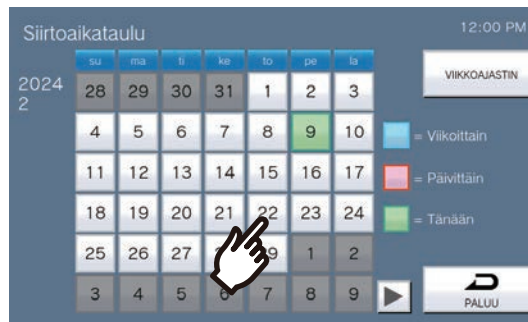 Siirtoaikataulu
12:00 PM
su ma ti ke to pe la
VIIKKOAJASTIN
2024
2
28 29 30 31 1 2 3
4 5 6 7 8 9 10
= Viikoittain
11 12 13 14 15 16 17
= Päivittäin
18 19 20 21 22 23 24
= Tänään
25 26 27 29 1 2
3 4 5 6 7 8 9
PALUU